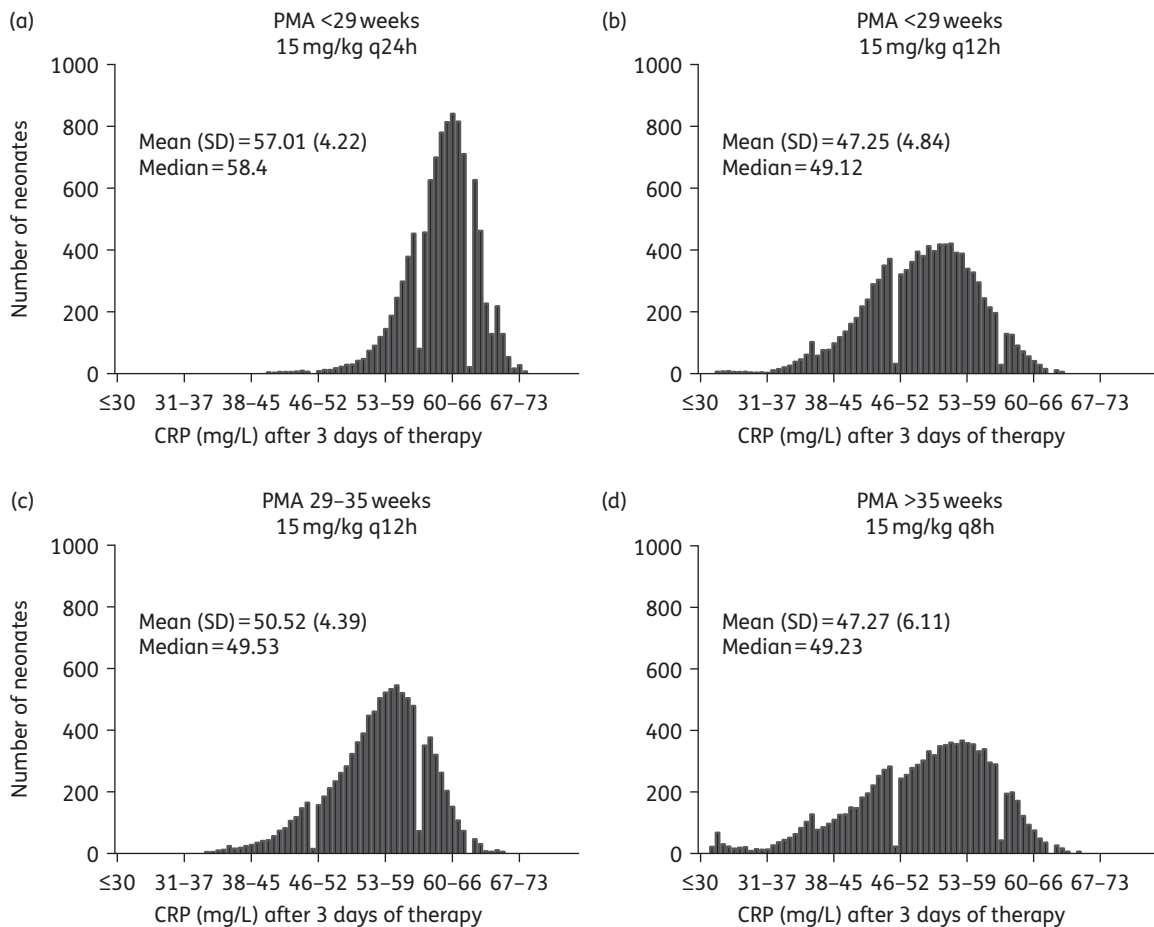 (a)
PMA <29 weeks
15 mg/kg q24h
Number of neonates
1000
800
600
400
200
0
Mean (SD) = 57.01 (4.22)
Median = 58.4
≤30 31–37 38–45 46–52 53–59 60–66 67–73
CRP (mg/L) after 3 days of therapy
(b)
PMA <29 weeks
15 mg/kg q12h
1000
800
600
400
200
0
Mean (SD) = 47.25 (4.84)
Median = 49.12
≤30 31–37 38–45 46–52 53–59 60–66 67–73
CRP (mg/L) after 3 days of therapy
(c)
PMA 29–35 weeks
15 mg/kg q12h
Number of neonates
1000
800
600
400
200
0
Mean (SD) = 50.52 (4.39)
Median = 49.53
≤30 31–37 38–45 46–52 53–59 60–66 67–73
CRP (mg/L) after 3 days of therapy
(d)
PMA >35 weeks
15 mg/kg q8h
1000
800
600
400
200
0
Mean (SD) = 47.27 (6.11)
Median = 49.23
≤30 31–37 38–45 46–52 53–59 60–66 67–73
CRP (mg/L) after 3 days of therapy